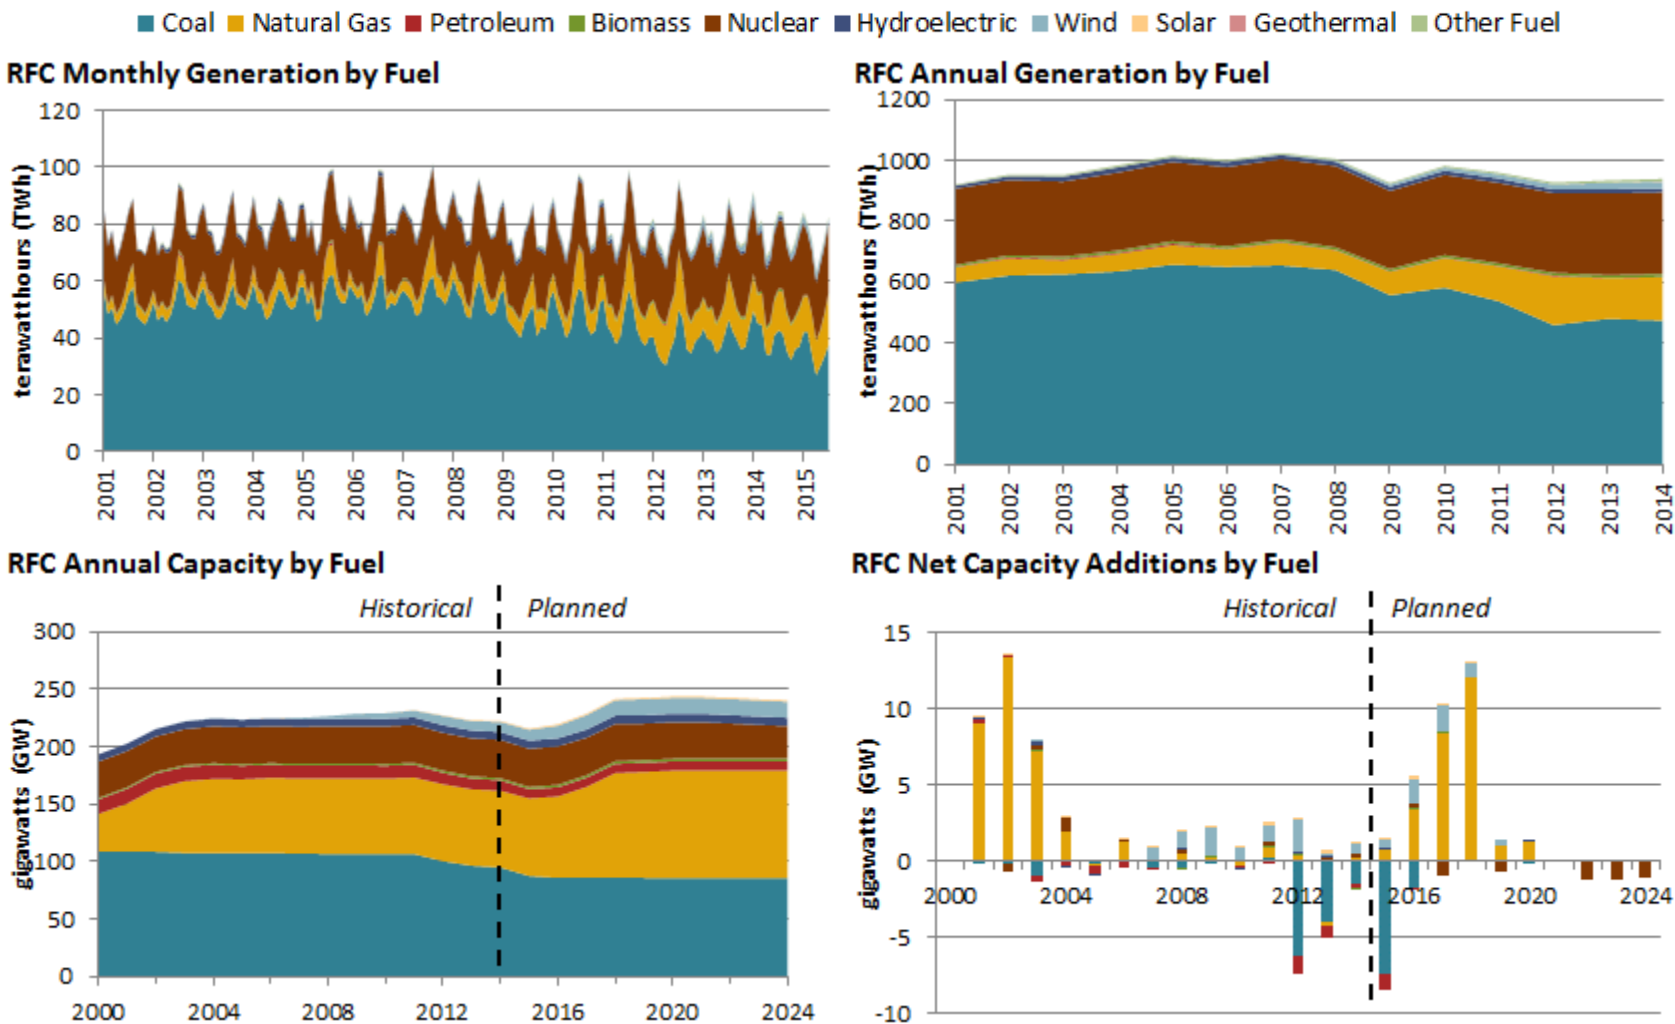 Coal Natural Gas Petroleum Biomass Nuclear Hydroelectric Wind Solar Geothermal Other Fuel
RFC Monthly Generation by Fuel
terawatthours (TWh)
120
100
80
60
40
20
0
2001 2002 2003 2004 2005 2006 2007 2008 2009 2010 2011 2012 2013 2014 2015
RFC Annual Generation by Fuel
terawatthours (TWh)
1200
1000
800
600
400
200
0
2001 2002 2003 2004 2005 2006 2007 2008 2009 2010 2011 2012 2013 2014
RFC Annual Capacity by Fuel
Historical Planned
gigawatts (GW)
300
250
200
150
100
50
0
2000 2004 2008 2012 2016 2020 2024
RFC Net Capacity Additions by Fuel
Historical Planned
gigawatts (GW)
15
10
5
0
-5
-10
2000 2004 2008 2012 2016 2020 2024